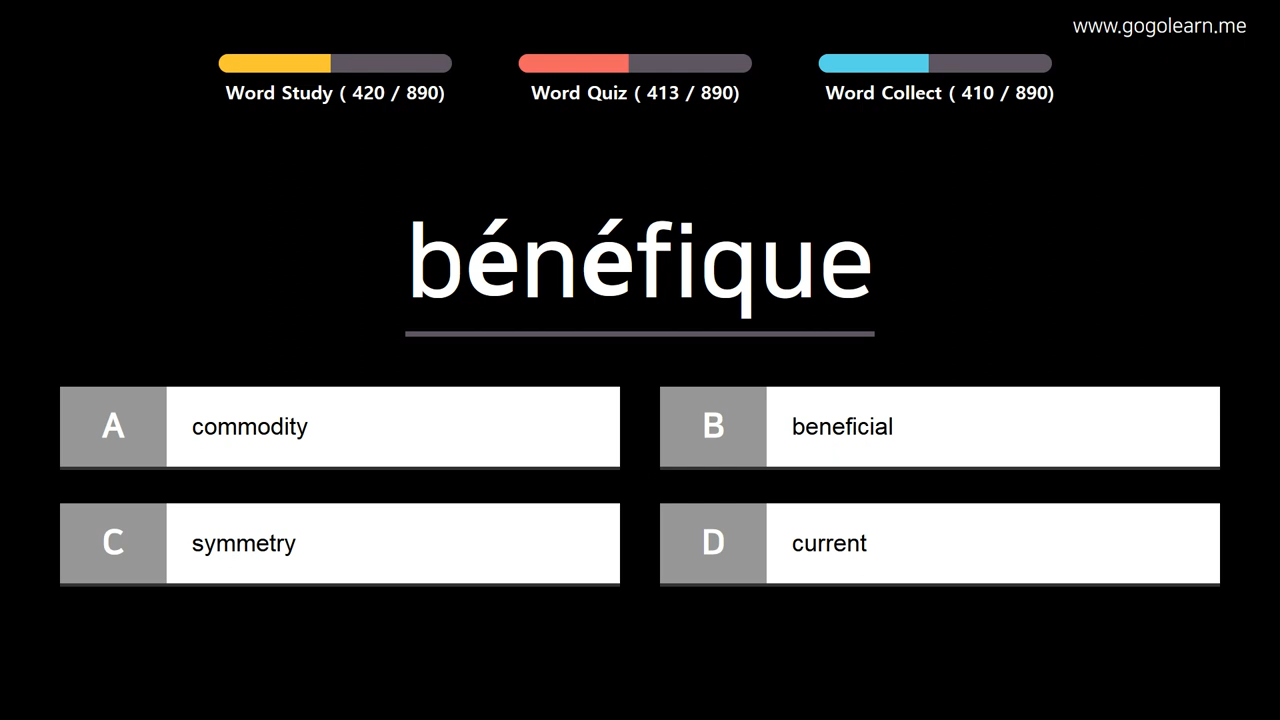 www.gogolearn.me
Word Study ( 420 / 890)
Word Quiz ( 413 / 890)
Word Collect ( 410 / 890)
bénéfique
A commodity
B beneficial
C symmetry
D current